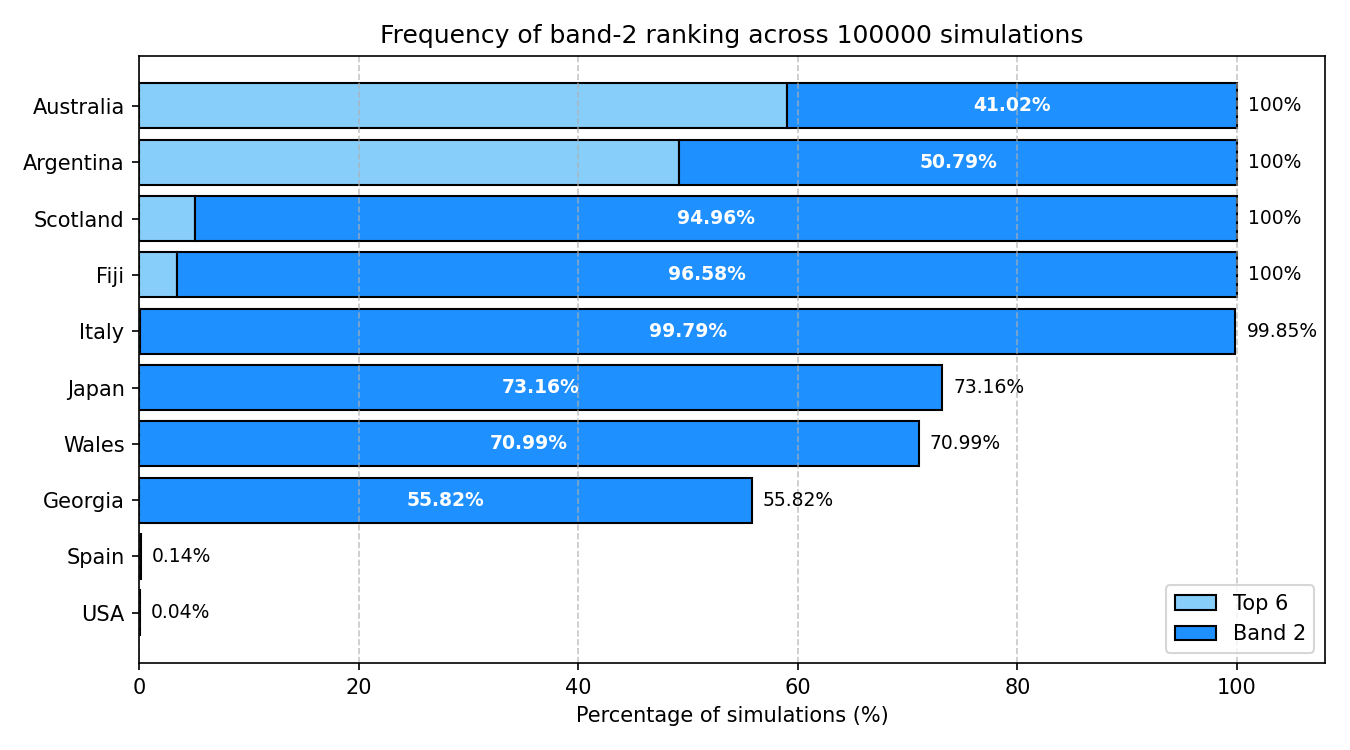 Frequency of band-2 ranking across 100000 simulations
Australia 41.02% 100%
Argentina 50.79% 100%
Scotland 94.96% 100%
Fiji 96.58% 100%
Italy 99.79% 99.85%
Japan 73.16% 73.16%
Wales 70.99% 70.99%
Georgia 55.82% 55.82%
Spain 0.14%
USA 0.04%
Top 6
Band 2
0 20 40 60 80 100
Percentage of simulations (%)